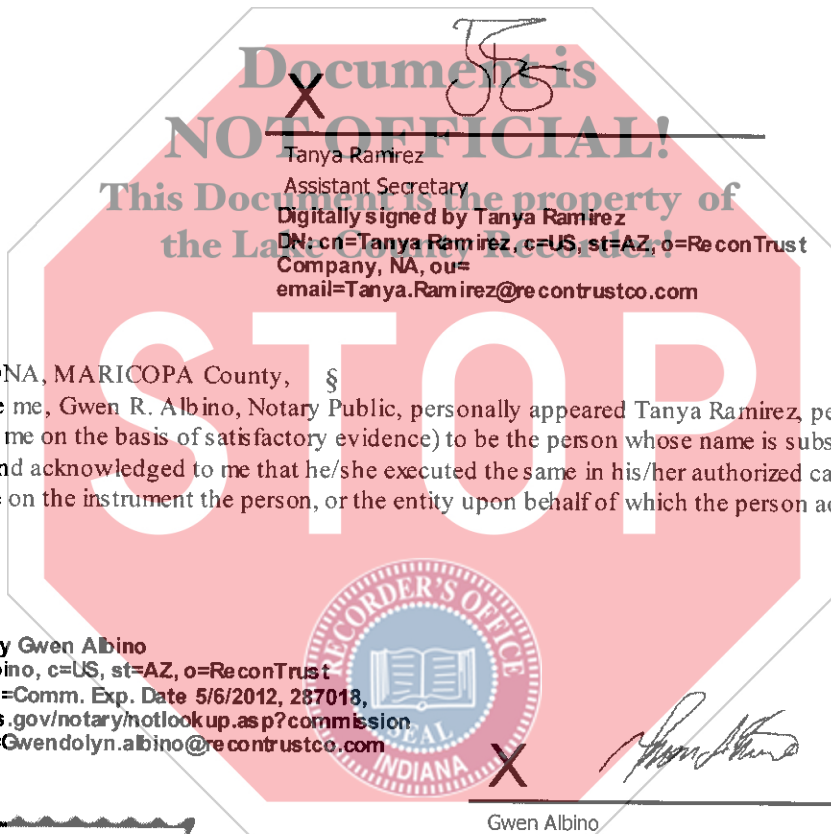 Document is
NOT OFFICIAL!
This Document is the property of
the Lake County Recorder!
STOP
X
Tanya Ramirez
Assistant Secretary
Digitally signed by Tanya Ramirez
DN: cn=Tanya Ramirez, c=US, st=AZ, o=ReconTrust
Company, NA, ou=
email=Tanya.Ramirez@recontrustco.com
NA, MARICOPA County, §
e me, Gwen R. Albino, Notary Public, personally appeared Tanya Ramirez, pe
me on the basis of satisfactory evidence) to be the person whose name is subs
nd acknowledged to me that he/she executed the same in his/her authorized ca
on the instrument the person, or the entity upon behalf of which the person ac
y Gwen Albino
ino, c=US, st=AZ, o=ReconTrust
=Comm. Exp. Date 5/6/2012, 287018,
s.gov/notary/notlookup.asp?commission
=Gwendolyn.albino@recontrustco.com
RECORDER'S OFFICE
SEAL
INDIANA
X
Gwen Albino